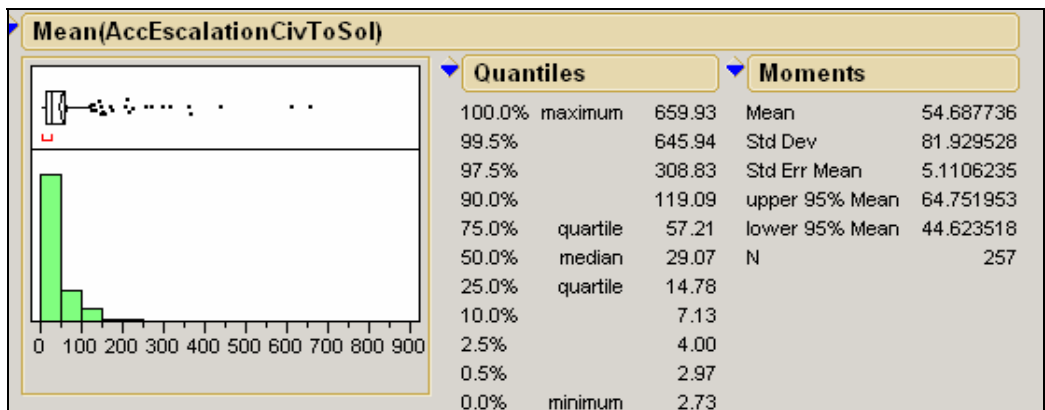 Mean(AccEscalationCivToSol)
0 100 200 300 400 500 600 700 800 900
Quantiles
100.0% maximum 659.93
99.5% 645.94
97.5% 308.83
90.0% 119.09
75.0% quartile 57.21
50.0% median 29.07
25.0% quartile 14.78
10.0% 7.13
2.5% 4.00
0.5% 2.97
0.0% minimum 2.73
Moments
Mean 54.687736
Std Dev 81.929528
Std Err Mean 5.1106235
upper 95% Mean 64.751953
lower 95% Mean 44.623518
N 257